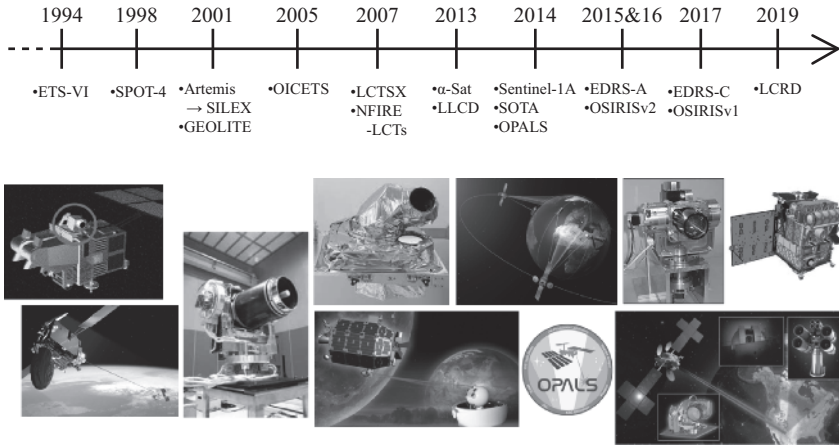 1994 1998 2001 2005 2007 2013 2014 2015&16 2017 2019
•ETS-VI
•SPOT-4
•Artemis
→ SILEX
•GEOLITE
•OICETS
•LCTSX
•NFIRE
-LCTs
•α-Sat
•LLCD
•Sentinel-1A
•SOTA
•OPALS
•EDRS-A
•OSIRISv2
•EDRS-C
•OSIRISv1
•LCRD
OPALS